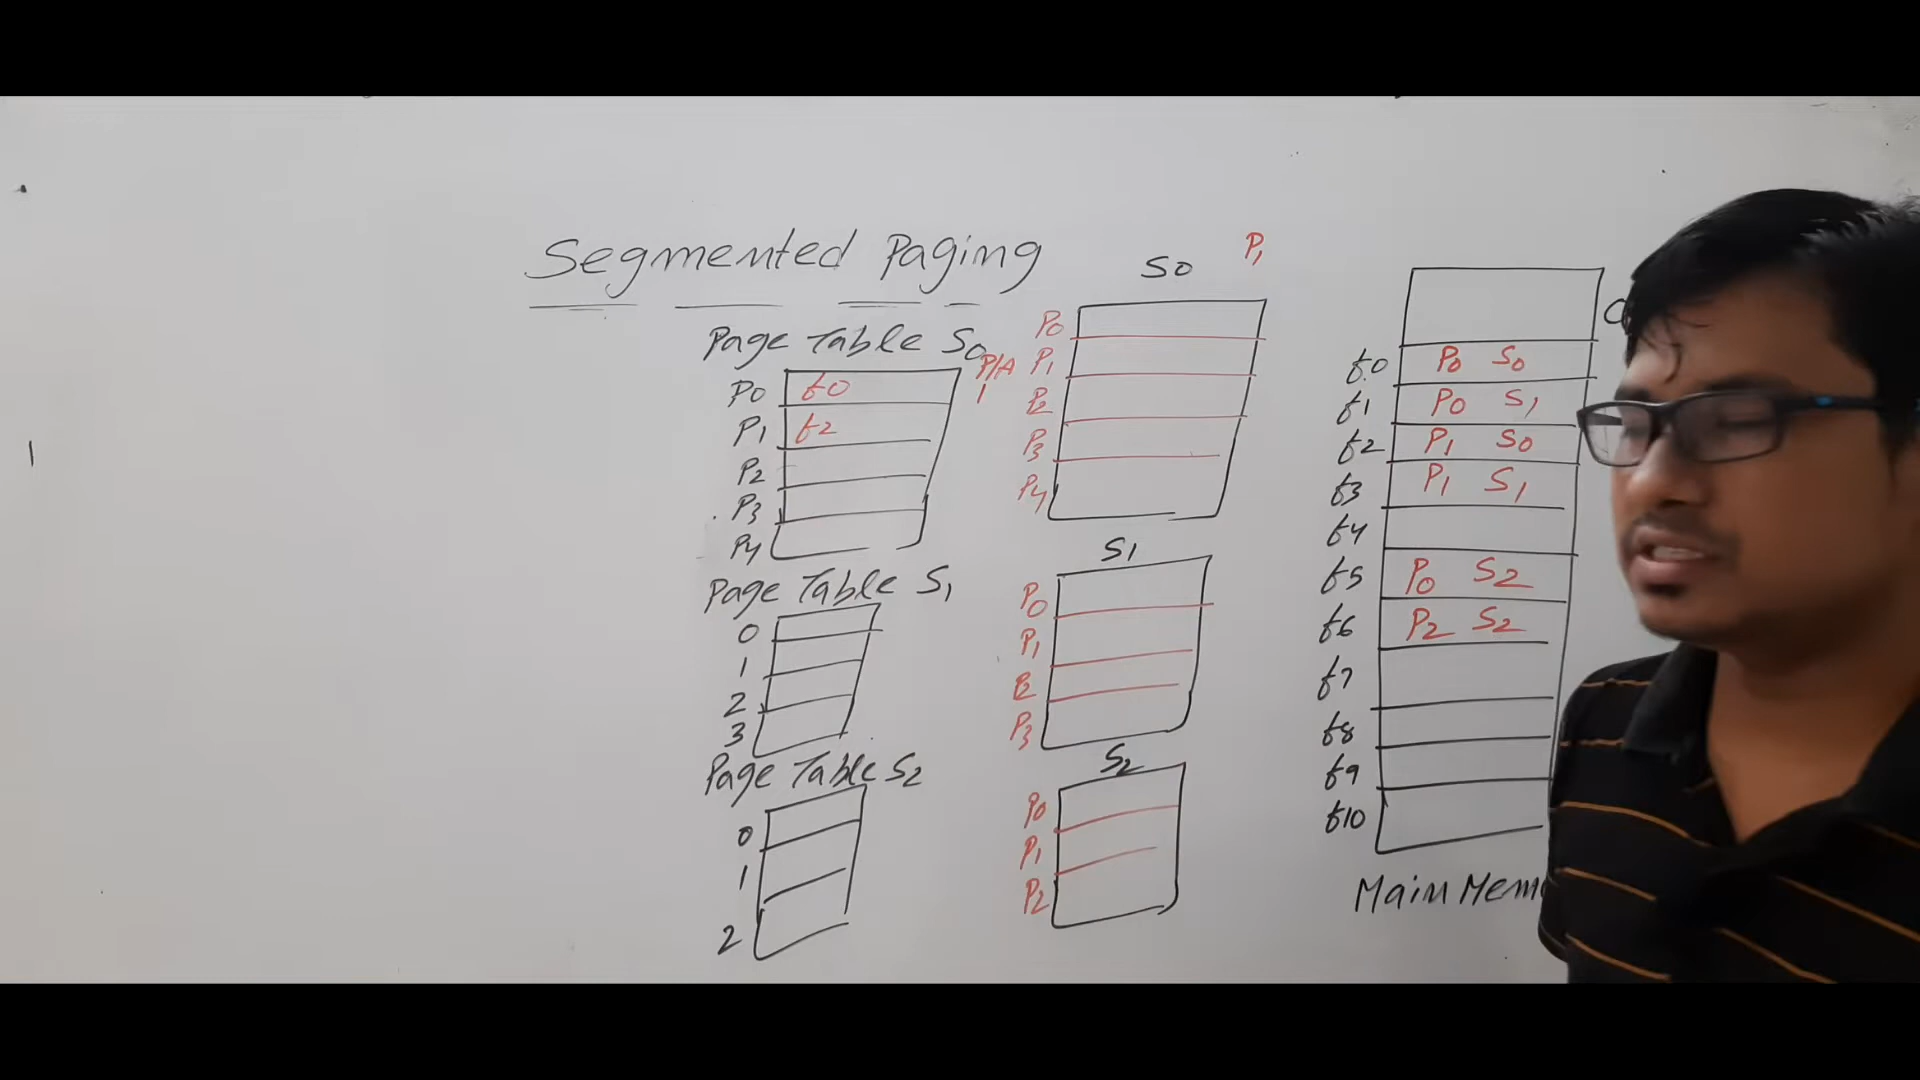 Segmented Paging
Page Table S0
P/A
P0 f0 1
P1 f2
P2
P3
P4
Page Table S1
0
1
2
3
Page Table S2
0
1
2
S0 P1
P0
P1
P2
P3
P4
S1
P0
P1
P2
P3
S2
P0
P1
P2
f0 P0 S0
f1 P0 S1
f2 P1 S0
f3 P1 S1
f4
f5 P0 S2
f6 P2 S2
f7
f8
f9
f10
Main Mem